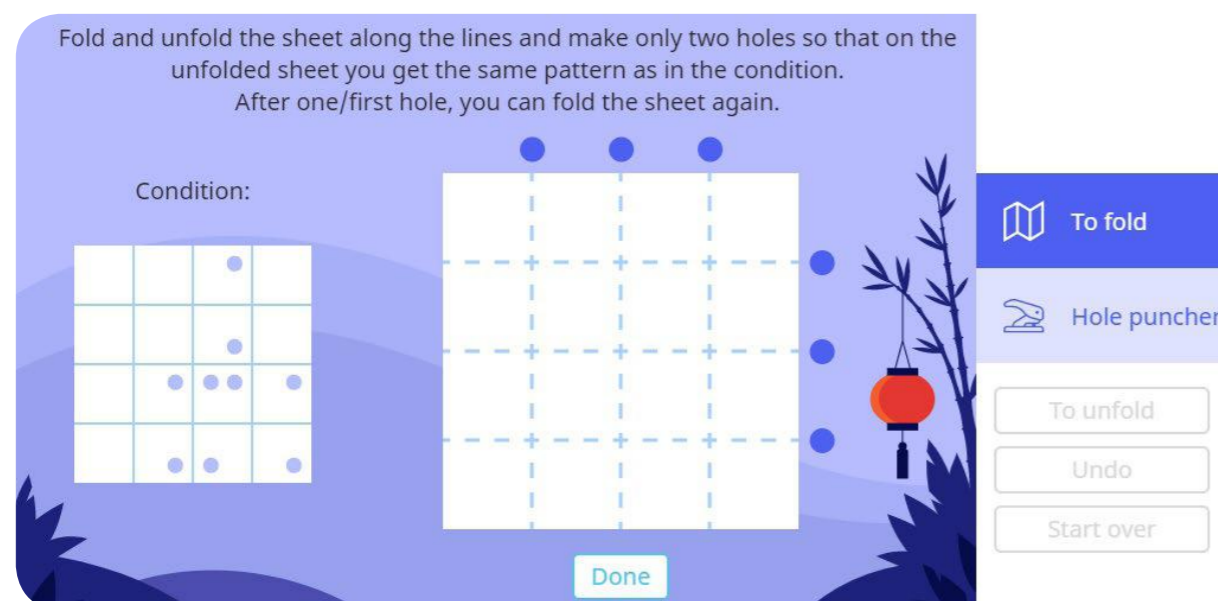 Fold and unfold the sheet along the lines and make only two holes so that on the
unfolded sheet you get the same pattern as in the condition.
After one/first hole, you can fold the sheet again.
Condition:
To fold
Hole puncher
To unfold
Undo
Start over
Done